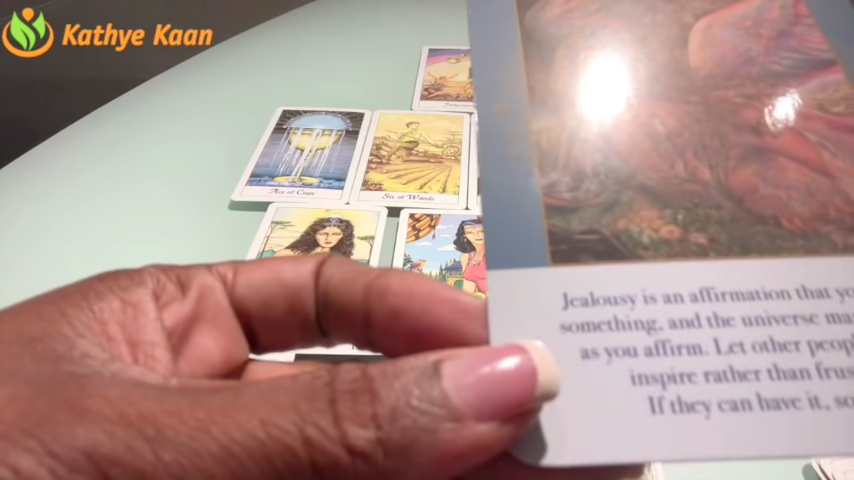 Kathye Kaan
Ace of Cups
Six of Wands
Jealousy is an affirmation that yo
something, and the universe ma
as you affirm. Let other peopl
inspire rather than frus
If they can have it, so